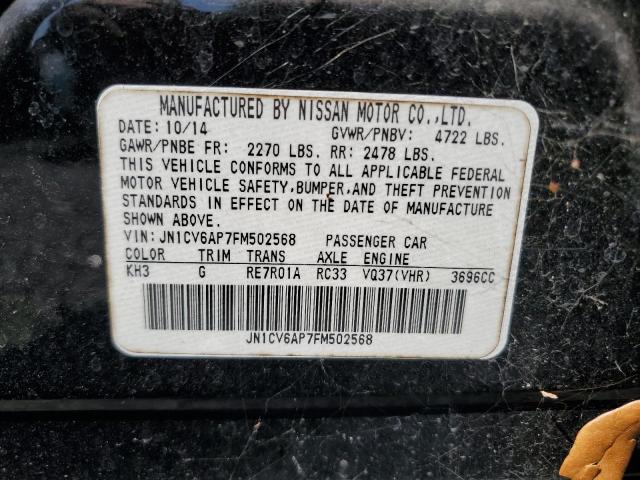 MANUFACTURED BY NISSAN MOTOR CO.,LTD.
DATE: 10/14 GVWR/PNBV: 4722 LBS.
GAWR/PNBE FR: 2270 LBS. RR: 2478 LBS.
THIS VEHICLE CONFORMS TO ALL APPLICABLE FEDERAL
MOTOR VEHICLE SAFETY,BUMPER,AND THEFT PREVENTION
STANDARDS IN EFFECT ON THE DATE OF MANUFACTURE
SHOWN ABOVE.
VIN: JN1CV6AP7FM502568 PASSENGER CAR
COLOR TRIM TRANS AXLE ENGINE
KH3 G RE7R01A RC33 VQ37(VHR) 3696CC
JN1CV6AP7FM502568